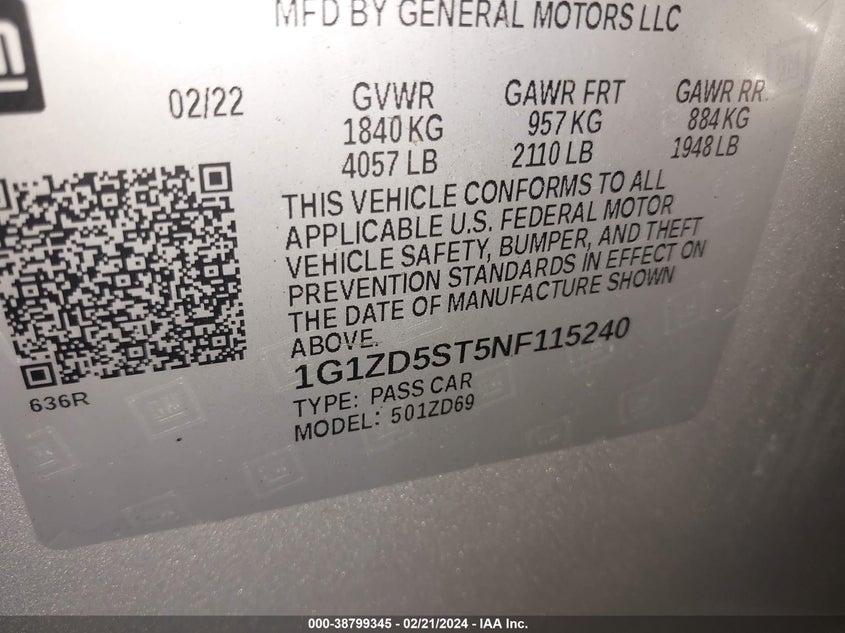 MFD BY GENERAL MOTORS LLC
02/22 GVWR GAWR FRT GAWR RR
1840 KG 957 KG 884 KG
4057 LB 2110 LB 1948 LB
THIS VEHICLE CONFORMS TO ALL
APPLICABLE U.S. FEDERAL MOTOR
VEHICLE SAFETY, BUMPER, AND THEFT
PREVENTION STANDARDS IN EFFECT ON
THE DATE OF MANUFACTURE SHOWN
ABOVE.
1G1ZD5ST5NF115240
636R
TYPE: PASS CAR
MODEL: 501ZD69
000-38799345 - 02/21/2024 - IAA Inc.